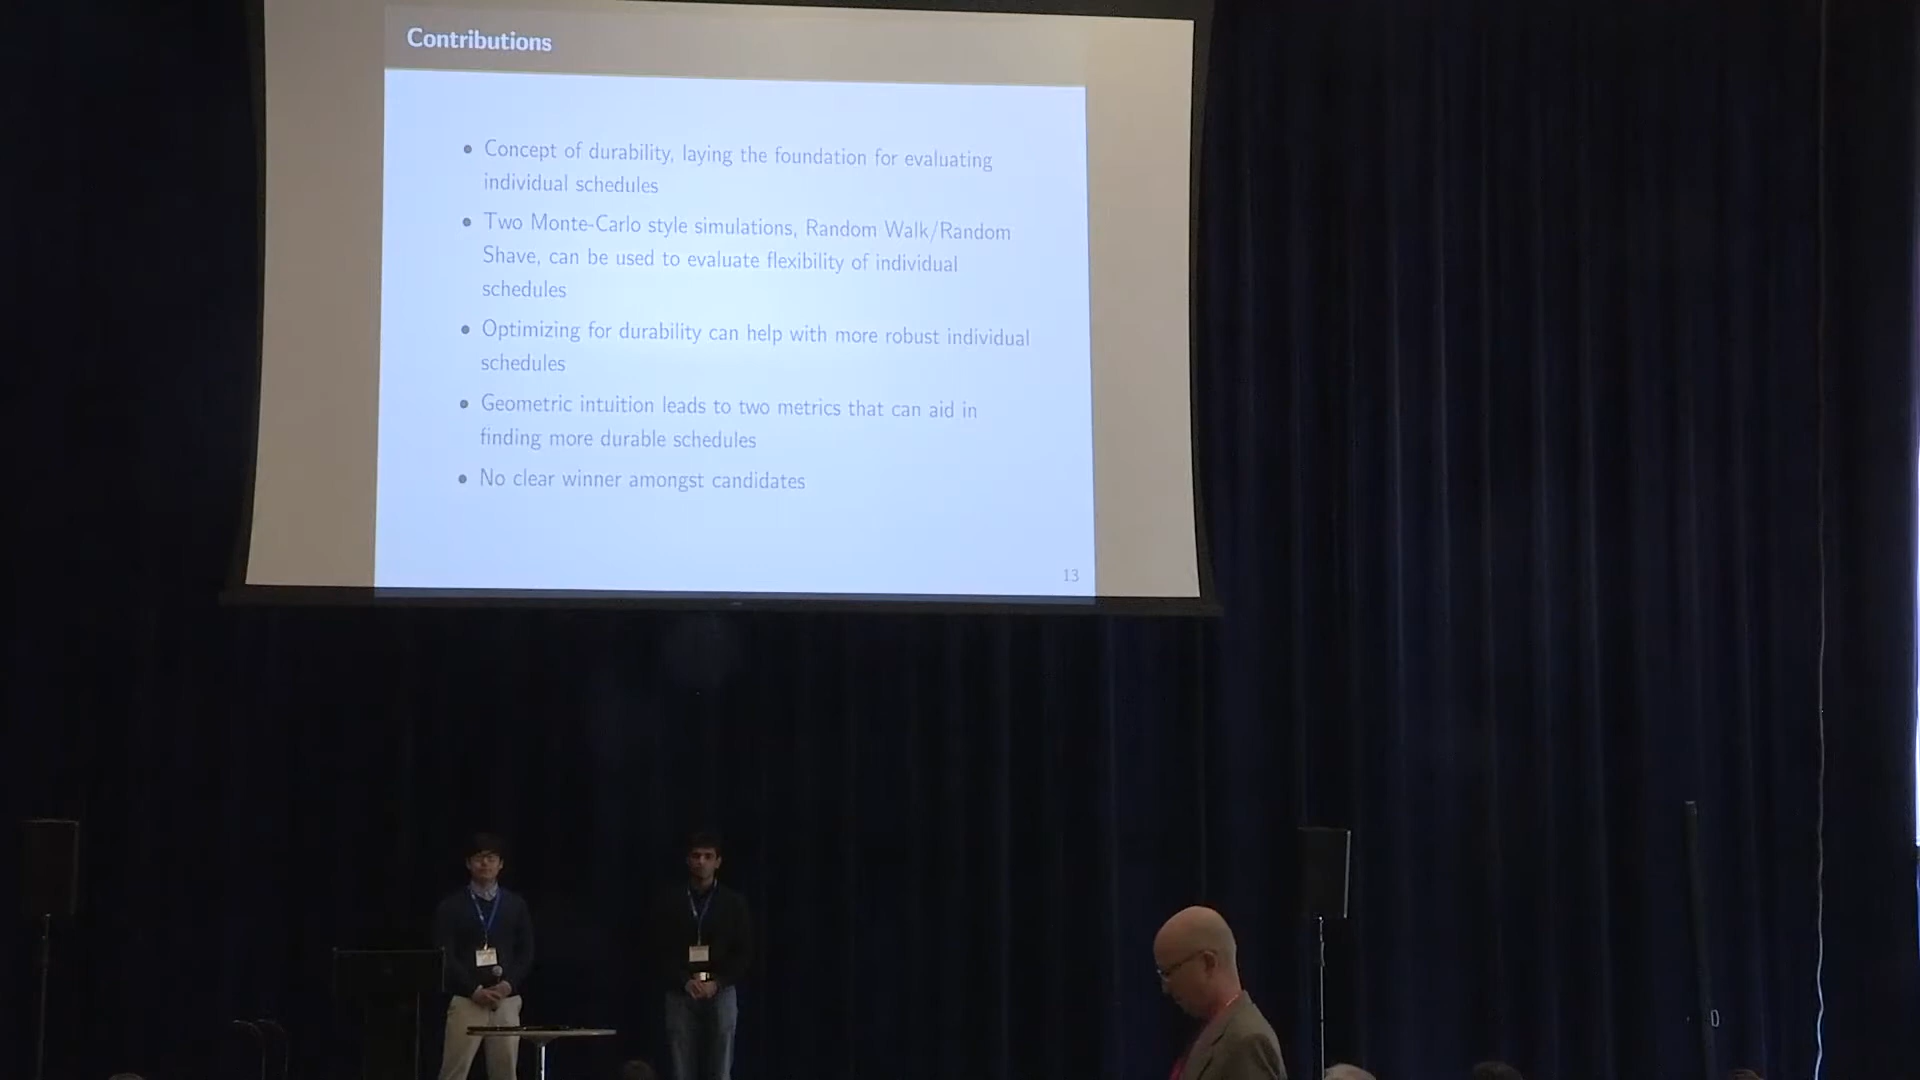 Contributions
• Concept of durability, laying the foundation for evaluating
individual schedules
• Two Monte-Carlo style simulations, Random Walk/Random
Shave, can be used to evaluate flexibility of individual
schedules
• Optimizing for durability can help with more robust individual
schedules
• Geometric intuition leads to two metrics that can aid in
finding more durable schedules
• No clear winner amongst candidates
13